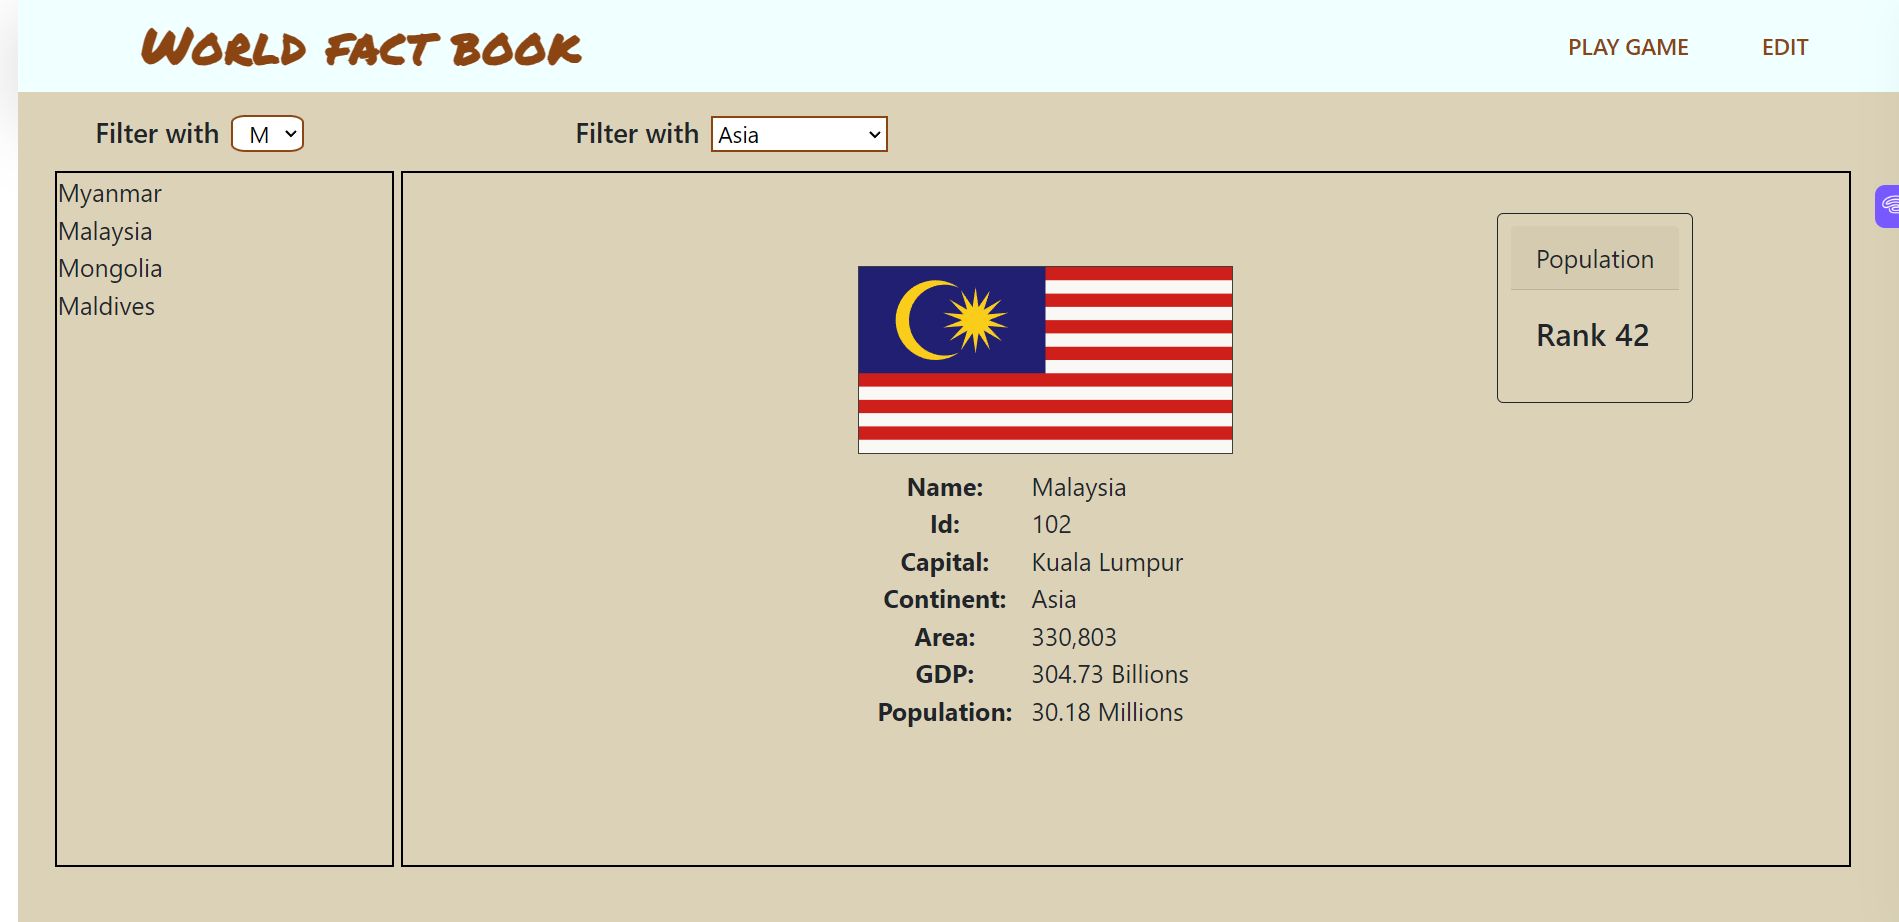 World fact book
PLAY GAME
EDIT
Filter with M
Filter with Asia
Myanmar
Malaysia
Mongolia
Maldives
Population
Rank 42
Name: Malaysia
Id: 102
Capital: Kuala Lumpur
Continent: Asia
Area: 330,803
GDP: 304.73 Billions
Population: 30.18 Millions